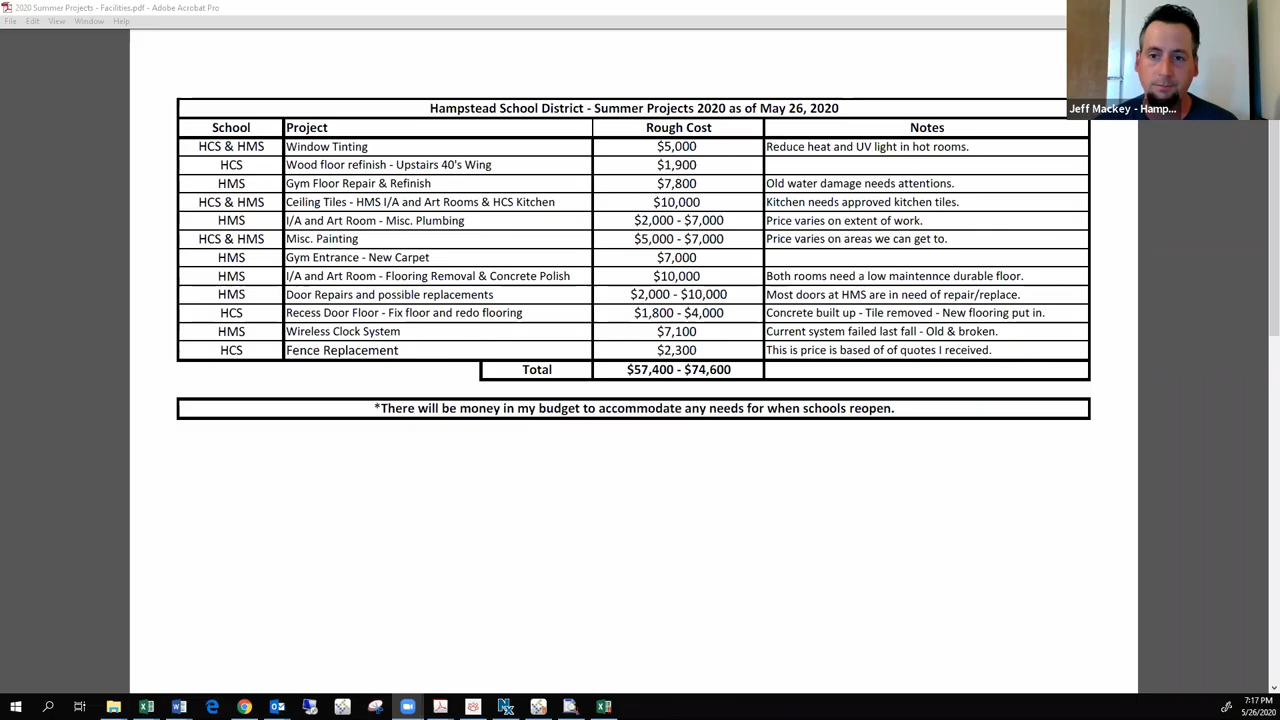 2020 Summer Projects - Facilities.pdf - Adobe Acrobat Pro
File Edit View Window Help
Jeff Mackey - Hamp...
Hampstead School District - Summer Projects 2020 as of May 26, 2020
School Project Rough Cost Notes
HCS & HMS Window Tinting $5,000 Reduce heat and UV light in hot rooms.
HCS Wood floor refinish - Upstairs 40's Wing $1,900
HMS Gym Floor Repair & Refinish $7,800 Old water damage needs attentions.
HCS & HMS Ceiling Tiles - HMS I/A and Art Rooms & HCS Kitchen $10,000 Kitchen needs approved kitchen tiles.
HMS I/A and Art Room - Misc. Plumbing $2,000 - $7,000 Price varies on extent of work.
HCS & HMS Misc. Painting $5,000 - $7,000 Price varies on areas we can get to.
HMS Gym Entrance - New Carpet $7,000
HMS I/A and Art Room - Flooring Removal & Concrete Polish $10,000 Both rooms need a low maintennce durable floor.
HMS Door Repairs and possible replacements $2,000 - $10,000 Most doors at HMS are in need of repair/replace.
HCS Recess Door Floor - Fix floor and redo flooring $1,800 - $4,000 Concrete built up - Tile removed - New flooring put in.
HMS Wireless Clock System $7,100 Current system failed last fall - Old & broken.
HCS Fence Replacement $2,300 This is price is based of of quotes I received.
Total $57,400 - $74,600
*There will be money in my budget to accommodate any needs for when schools reopen.
7:17 PM
5/26/2020